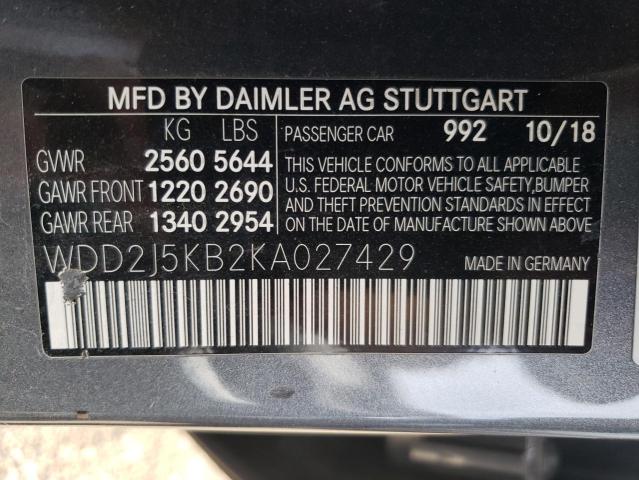 MFD BY DAIMLER AG STUTTGART
KG LBS PASSENGER CAR 992 10/18
GVWR 2560 5644
GAWR FRONT 1220 2690
GAWR REAR 1340 2954
THIS VEHICLE CONFORMS TO ALL APPLICABLE
U.S. FEDERAL MOTOR VEHICLE SAFETY,BUMPER
AND THEFT PREVENTION STANDARDS IN EFFECT
ON THE DATE OF MANUFACTURE SHOWN ABOVE
WDD2J5KB2KA027429 MADE IN GERMANY